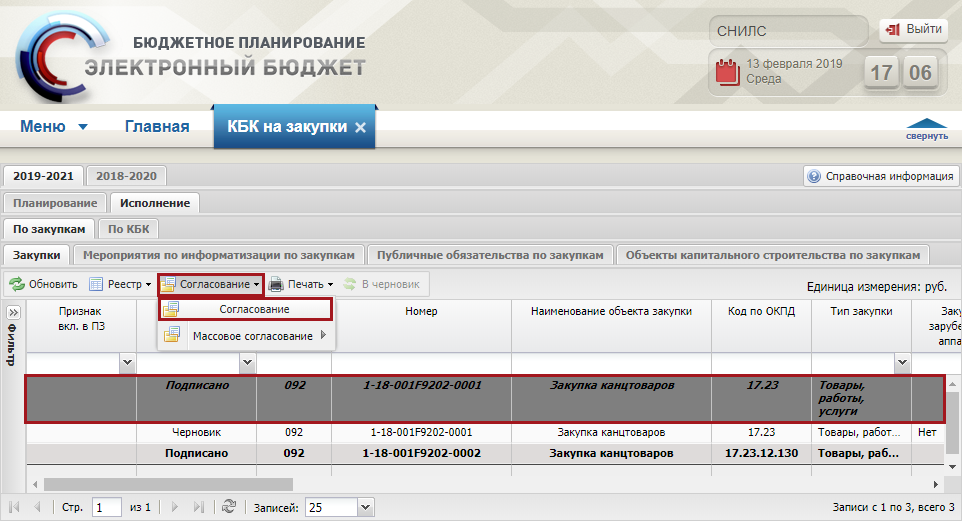 БЮДЖЕТНОЕ ПЛАНИРОВАНИЕ
ЭЛЕКТРОННЫЙ БЮДЖЕТ
СНИЛС
Выйти
13 февраля 2019
Среда
17 06
Меню Главная КБК на закупки
свернуть
2019-2021 2018-2020
Справочная информация
Планирование Исполнение
По закупкам По КБК
Закупки Мероприятия по информатизации по закупкам Публичные обязательства по закупкам Объекты капитального строительства по закупкам
Обновить Реестр Согласование Печать В черновик
Единица измерения: руб.
Согласование
Массовое согласование
Фильтр
Признак
вкл. в ПЗ
Номер Наименование объекта закупки Код по ОКПД Тип закупки
Заку
зарубе
аппа
Подписано 092 1-18-001F9202-0001 Закупка канцтоваров 17.23 Товары,
работы,
услуги
Черновик 092 1-18-001F9202-0001 Закупка канцтоваров 17.23 Товары, работ... Нет
Подписано 092 1-18-001F9202-0002 Закупка канцтоваров 17.23.12.130 Товары, раб...
Стр. 1 из 1 Записей: 25
Записи с 1 по 3, всего 3